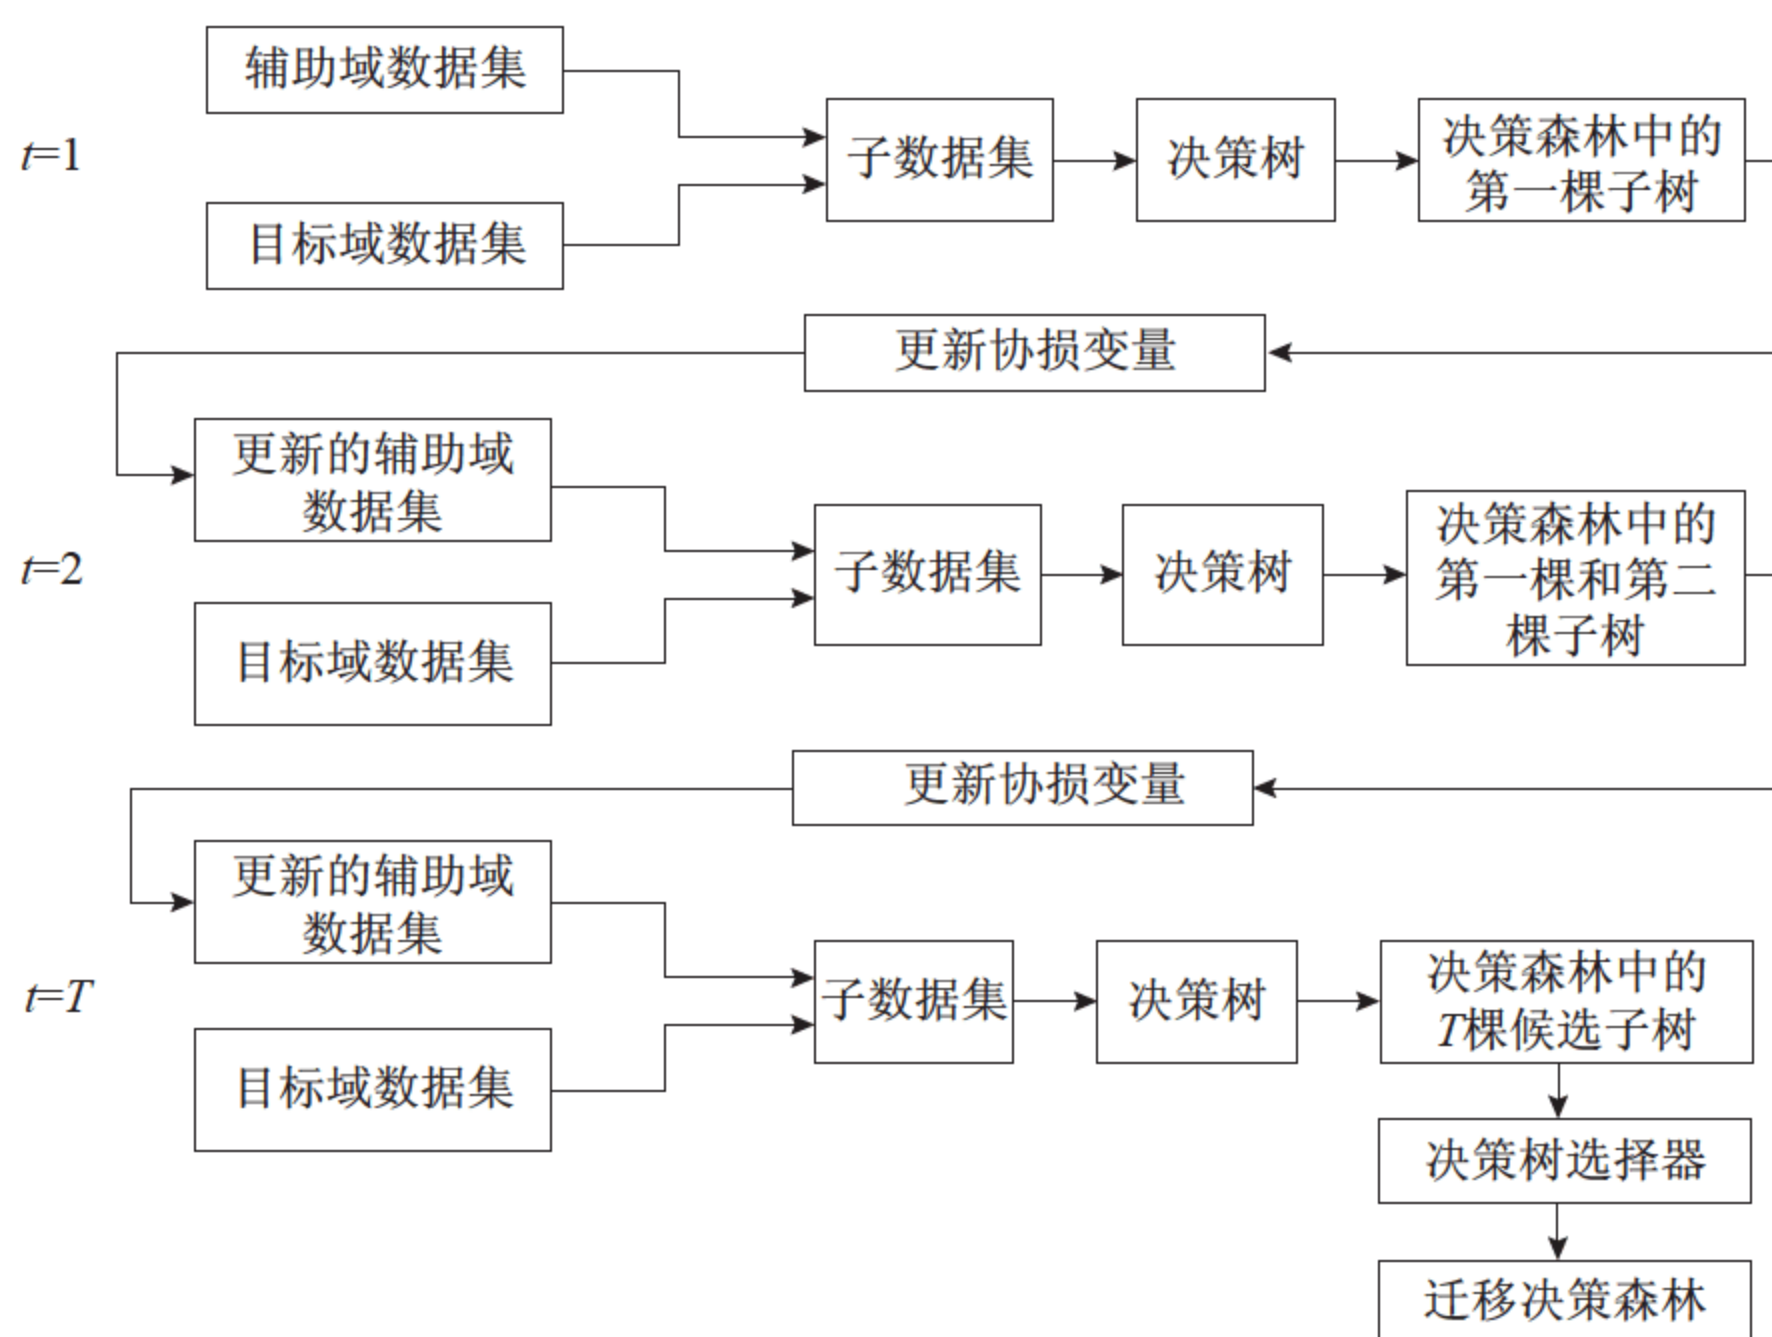 辅助域数据集
t=1
子数据集
决策树
决策森林中的
第一棵子树
目标域数据集
更新协损变量
更新的辅助域
数据集
t=2
子数据集
决策树
决策森林中的
第一棵和第二
棵子树
目标域数据集
更新协损变量
更新的辅助域
数据集
t=T
子数据集
决策树
决策森林中的
T棵候选子树
目标域数据集
决策树选择器
迁移决策森林